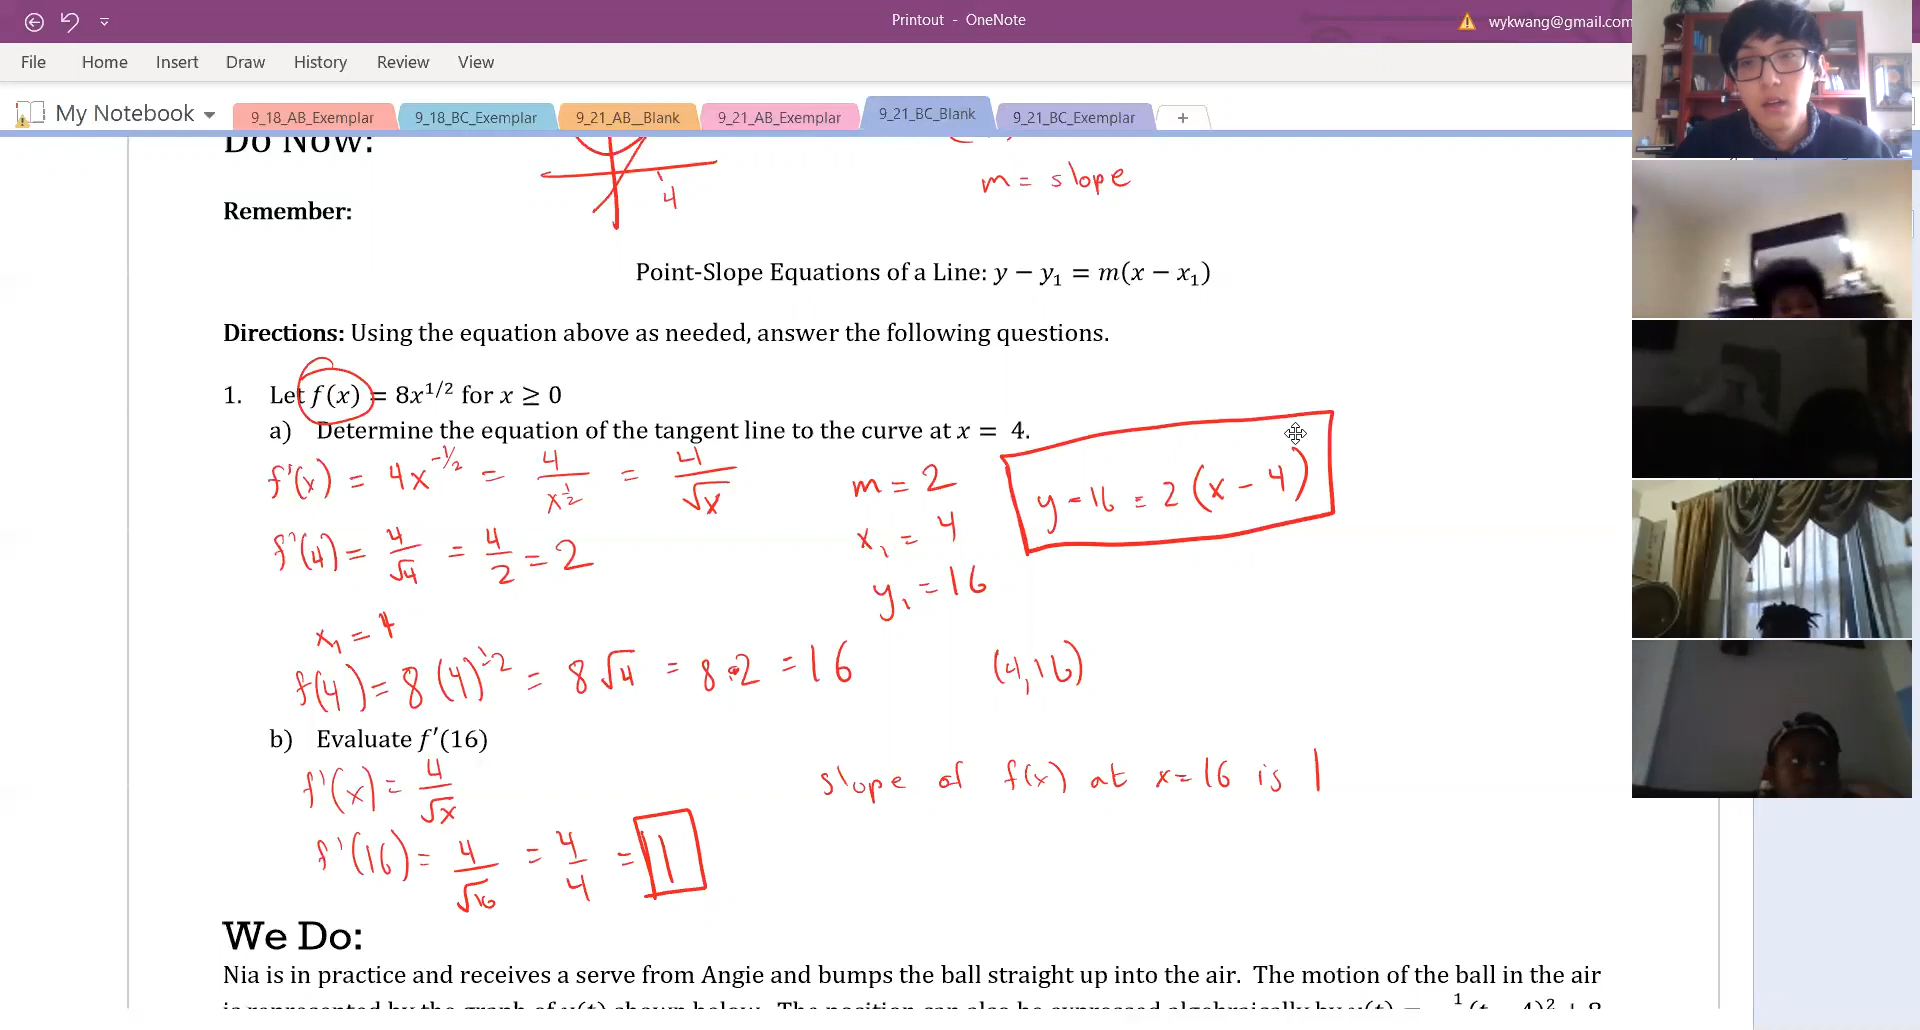 Printout - OneNote
wykwang@gmail.com
File Home Insert Draw History Review View
My Notebook
9_18_AB_Exemplar 9_18_BC_Exemplar 9_21_AB__Blank 9_21_AB_Exemplar 9_21_BC_Blank 9_21_BC_Exemplar +
Do Now:
4
m = slope
Remember:
Point-Slope Equations of a Line: y − y₁ = m(x − x₁)
Directions: Using the equation above as needed, answer the following questions.
1. Let f(x) = 8x^{1/2} for x ≥ 0
a) Determine the equation of the tangent line to the curve at x = 4.
f'(x) = 4x^{-1/2} = 4/x^{1/2} = 4/√x
m = 2
y - 16 = 2(x - 4)
x₁ = 4
f'(4) = 4/√4 = 4/2 = 2
y₁ = 16
x₁ = 4
f(4) = 8(4)^{1/2} = 8√4 = 8·2 = 16
(4,16)
b) Evaluate f′(16)
f'(x) = 4/√x
slope of f(x) at x=16 is 1
f'(16) = 4/√16 = 4/4 = 1
We Do:
Nia is in practice and receives a serve from Angie and bumps the ball straight up into the air. The motion of the ball in the air